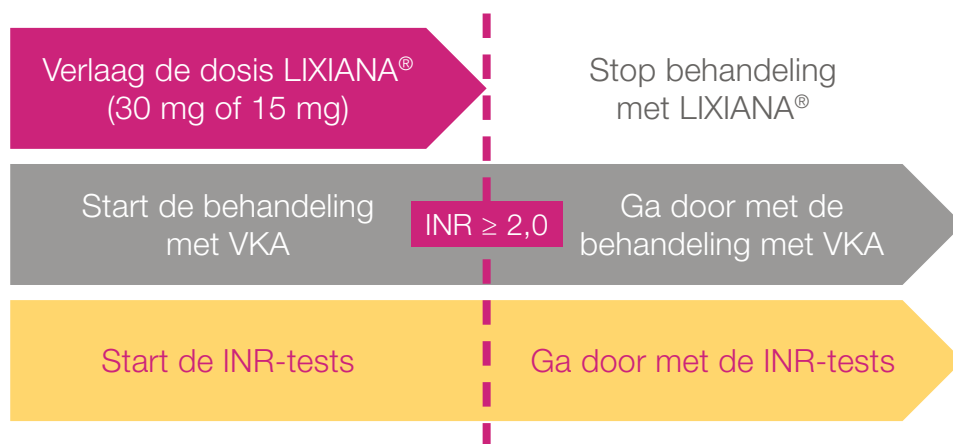 Verlaag de dosis LIXIANA®
(30 mg of 15 mg)
Stop behandeling
met LIXIANA®
Start de behandeling
met VKA
INR ≥ 2,0
Ga door met de
behandeling met VKA
Start de INR-tests
Ga door met de INR-tests